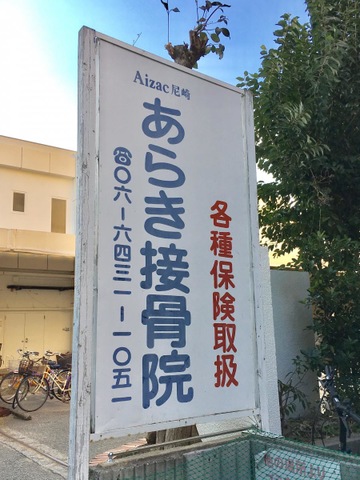 Aizac尼崎
各種保険取扱
あらき接骨院
☎〇六ー六四三一ー一〇五一